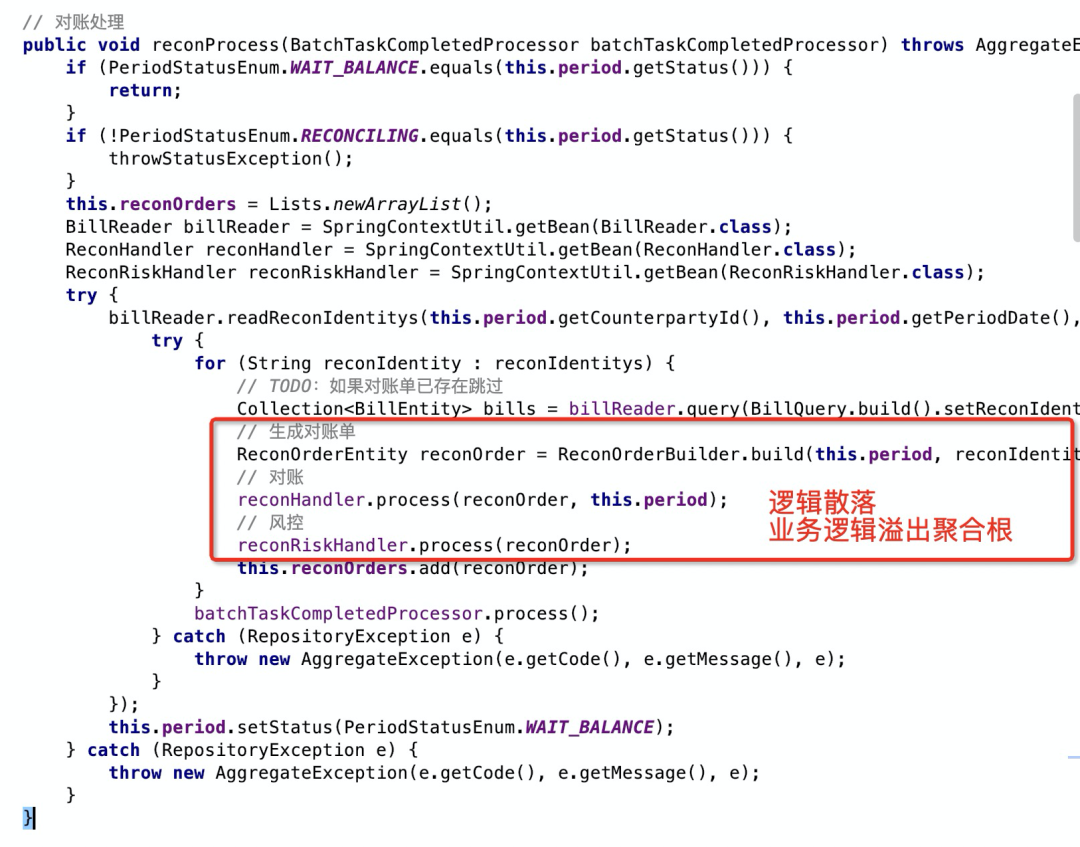 // 对账处理
public void reconProcess(BatchTaskCompletedProcessor batchTaskCompletedProcessor) throws AggregateE
if (PeriodStatusEnum.WAIT_BALANCE.equals(this.period.getStatus())) {
return;
}
if (!PeriodStatusEnum.RECONCILING.equals(this.period.getStatus())) {
throwStatusException();
}
this.reconOrders = Lists.newArrayList();
BillReader billReader = SpringContextUtil.getBean(BillReader.class);
ReconHandler reconHandler = SpringContextUtil.getBean(ReconHandler.class);
ReconRiskHandler reconRiskHandler = SpringContextUtil.getBean(ReconRiskHandler.class);
try {
billReader.readReconIdentitys(this.period.getCounterpartyId(), this.period.getPeriodDate(),
try {
for (String reconIdentity : reconIdentitys) {
// TODO: 如果对账单已存在跳过
Collection<BillEntity> bills = billReader.query(BillQuery.build().setReconIdent
// 生成对账单
ReconOrderEntity reconOrder = ReconOrderBuilder.build(this.period, reconIdentit
// 对账
reconHandler.process(reconOrder, this.period);
// 风控
reconRiskHandler.process(reconOrder);
逻辑散落
业务逻辑溢出聚合根
this.reconOrders.add(reconOrder);
}
batchTaskCompletedProcessor.process();
} catch (RepositoryException e) {
throw new AggregateException(e.getCode(), e.getMessage(), e);
}
});
this.period.setStatus(PeriodStatusEnum.WAIT_BALANCE);
} catch (RepositoryException e) {
throw new AggregateException(e.getCode(), e.getMessage(), e);
}
}